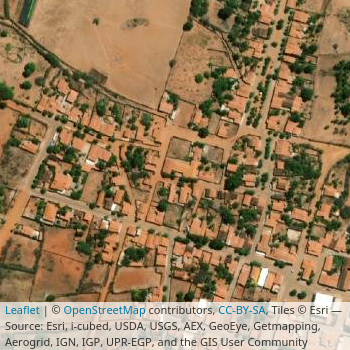 Leaflet | © OpenStreetMap contributors, CC-BY-SA, Tiles © Esri —
Source: Esri, i-cubed, USDA, USGS, AEX, GeoEye, Getmapping,
Aerogrid, IGN, IGP, UPR-EGP, and the GIS User Community